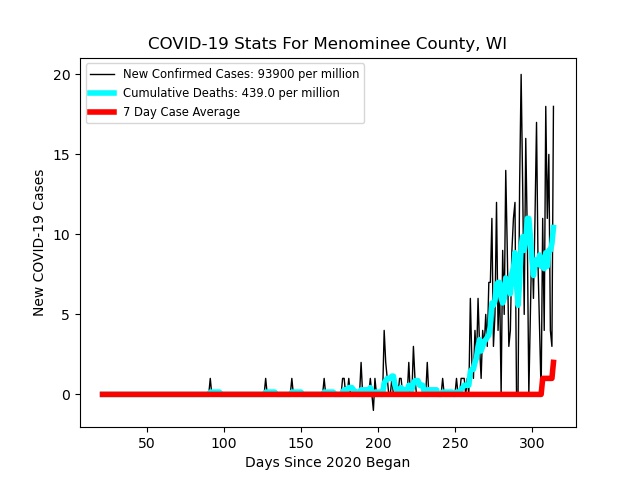 COVID-19 Stats For Menominee County, WI
New Confirmed Cases: 93900 per million
Cumulative Deaths: 439.0 per million
7 Day Case Average
20
15
10
5
0
New COVID-19 Cases
50 100 150 200 250 300
Days Since 2020 Began